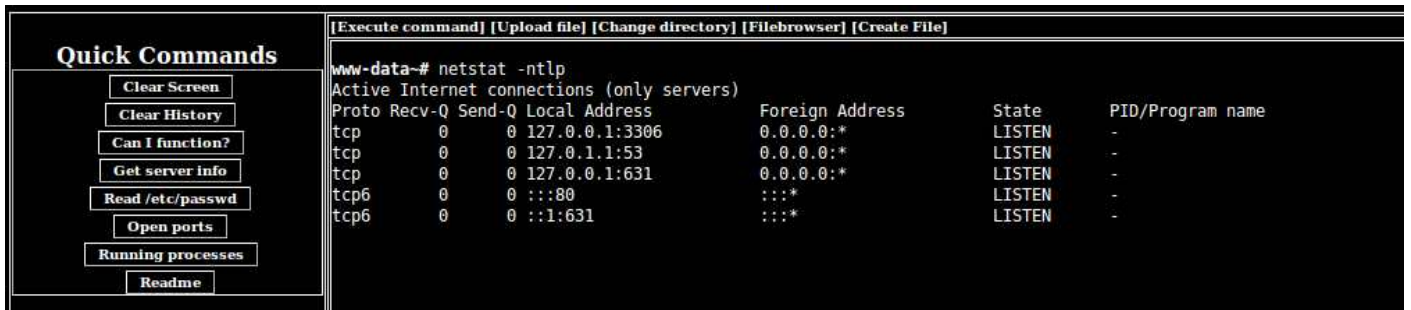 [Execute command] [Upload file] [Change directory] [Filebrowser] [Create File]
Quick Commands
Clear Screen
Clear History
Can I function?
Get server info
Read /etc/passwd
Open ports
Running processes
Readme
www-data~# netstat -ntlp
Active Internet connections (only servers)
Proto Recv-Q Send-Q Local Address Foreign Address State PID/Program name
tcp 0 0 127.0.0.1:3306 0.0.0.0:* LISTEN -
tcp 0 0 127.0.1.1:53 0.0.0.0:* LISTEN -
tcp 0 0 127.0.0.1:631 0.0.0.0:* LISTEN -
tcp6 0 0 :::80 :::* LISTEN -
tcp6 0 0 ::1:631 :::* LISTEN -